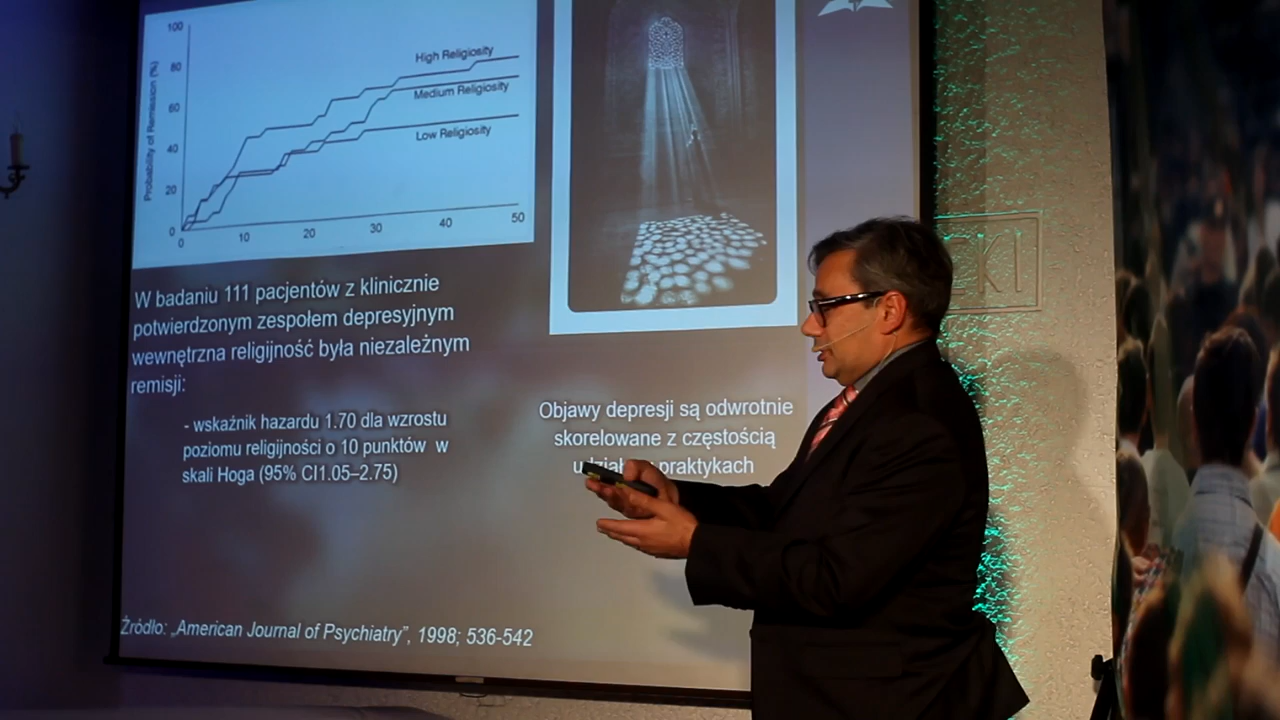 100
80
60
40
20
0
Probability of Remission (%)
High Religiosity
Medium Religiosity
Low Religiosity
0 10 20 30 40 50
W badaniu 111 pacjentów z klinicznie
potwierdzonym zespołem depresyjnym
wewnętrzna religijność była niezależnym
remisji:
- wskaźnik hazardu 1.70 dla wzrostu
poziomu religijności o 10 punktów w
skali Hoga (95% CI1.05–2.75)
Objawy depresji są odwrotnie
skorelowane z częstością
praktykach
Źródło: „American Journal of Psychiatry”, 1998; 536-542